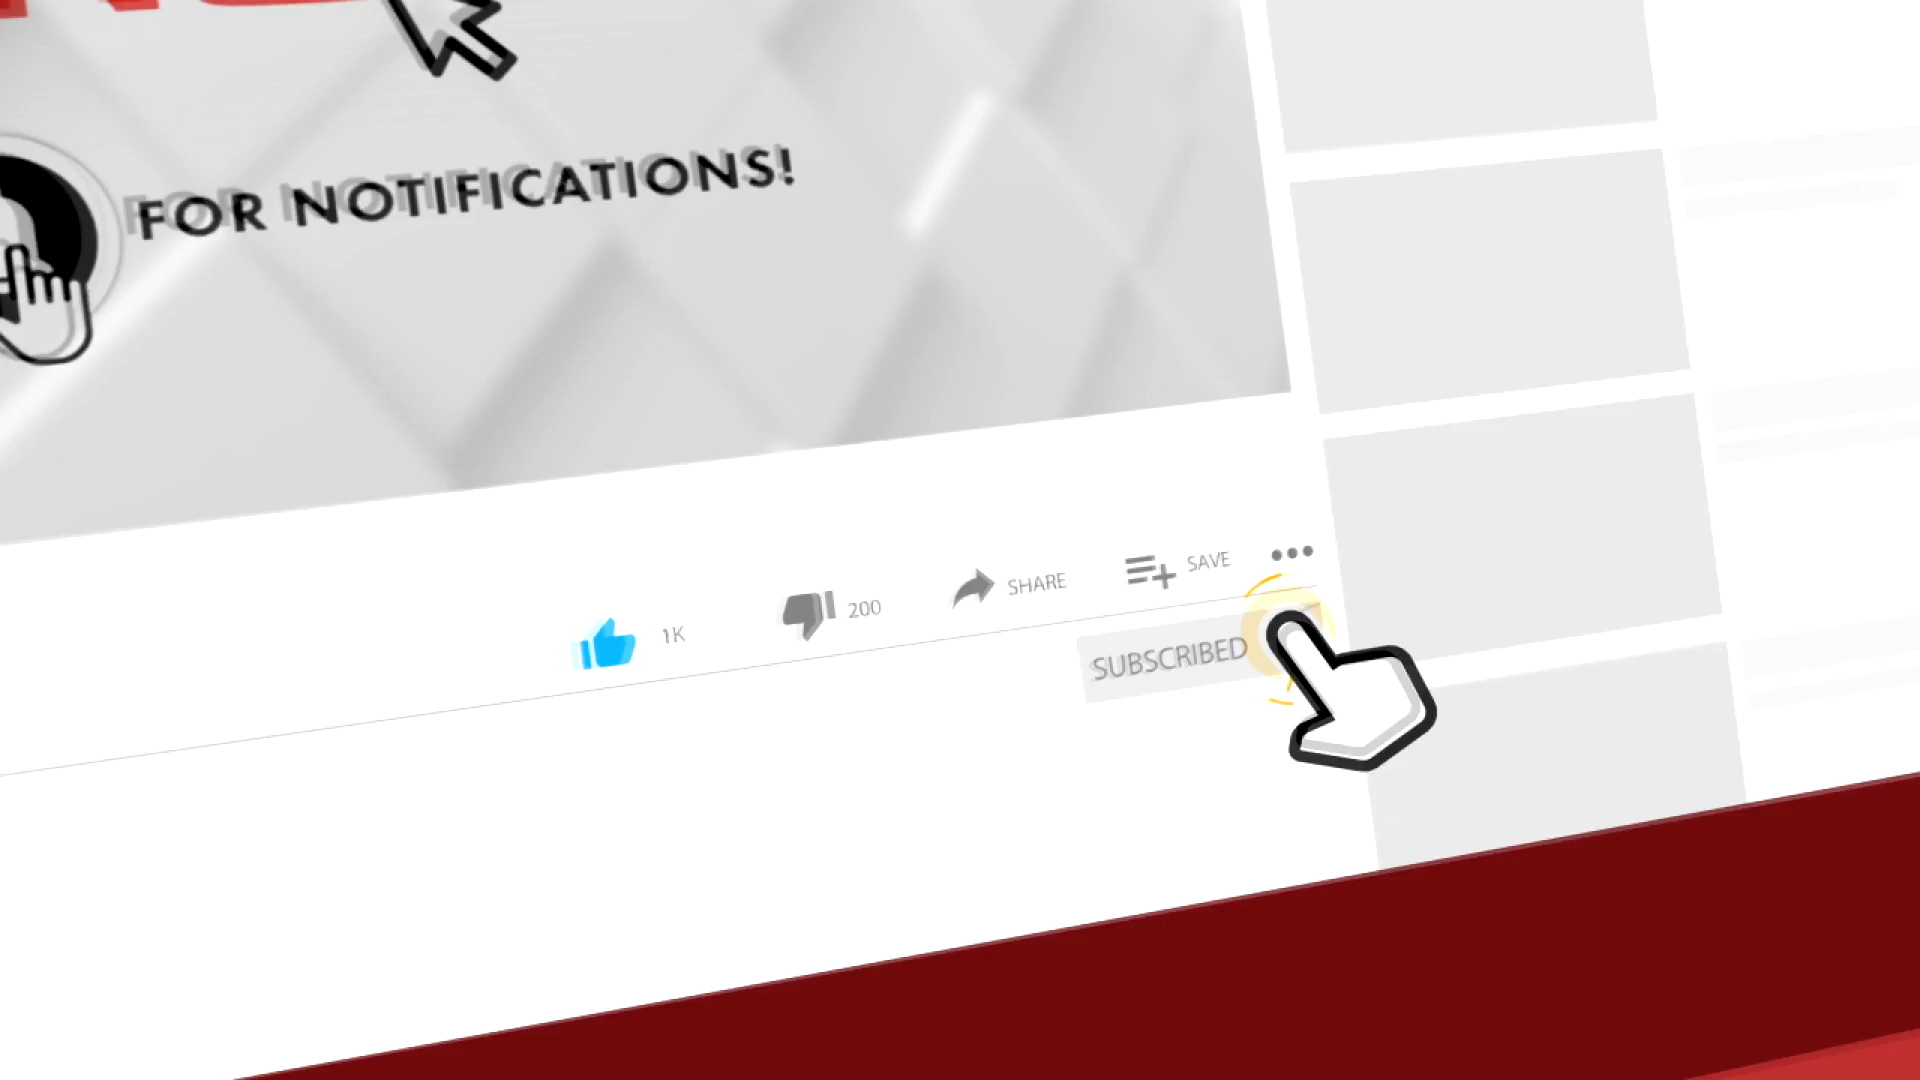 FOR NOTIFICATIONS!
1K
200
SHARE
SAVE
SUBSCRIBED